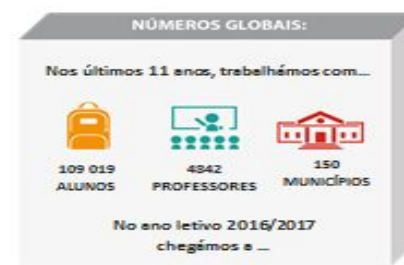 NÚMEROS GLOBAIS:
Nos últimos 11 anos, trabalhámos com...
109 019 4842 150
ALUNOS PROFESSORES MUNICÍPIOS
No ano letivo 2016/2017
chegámos a ...